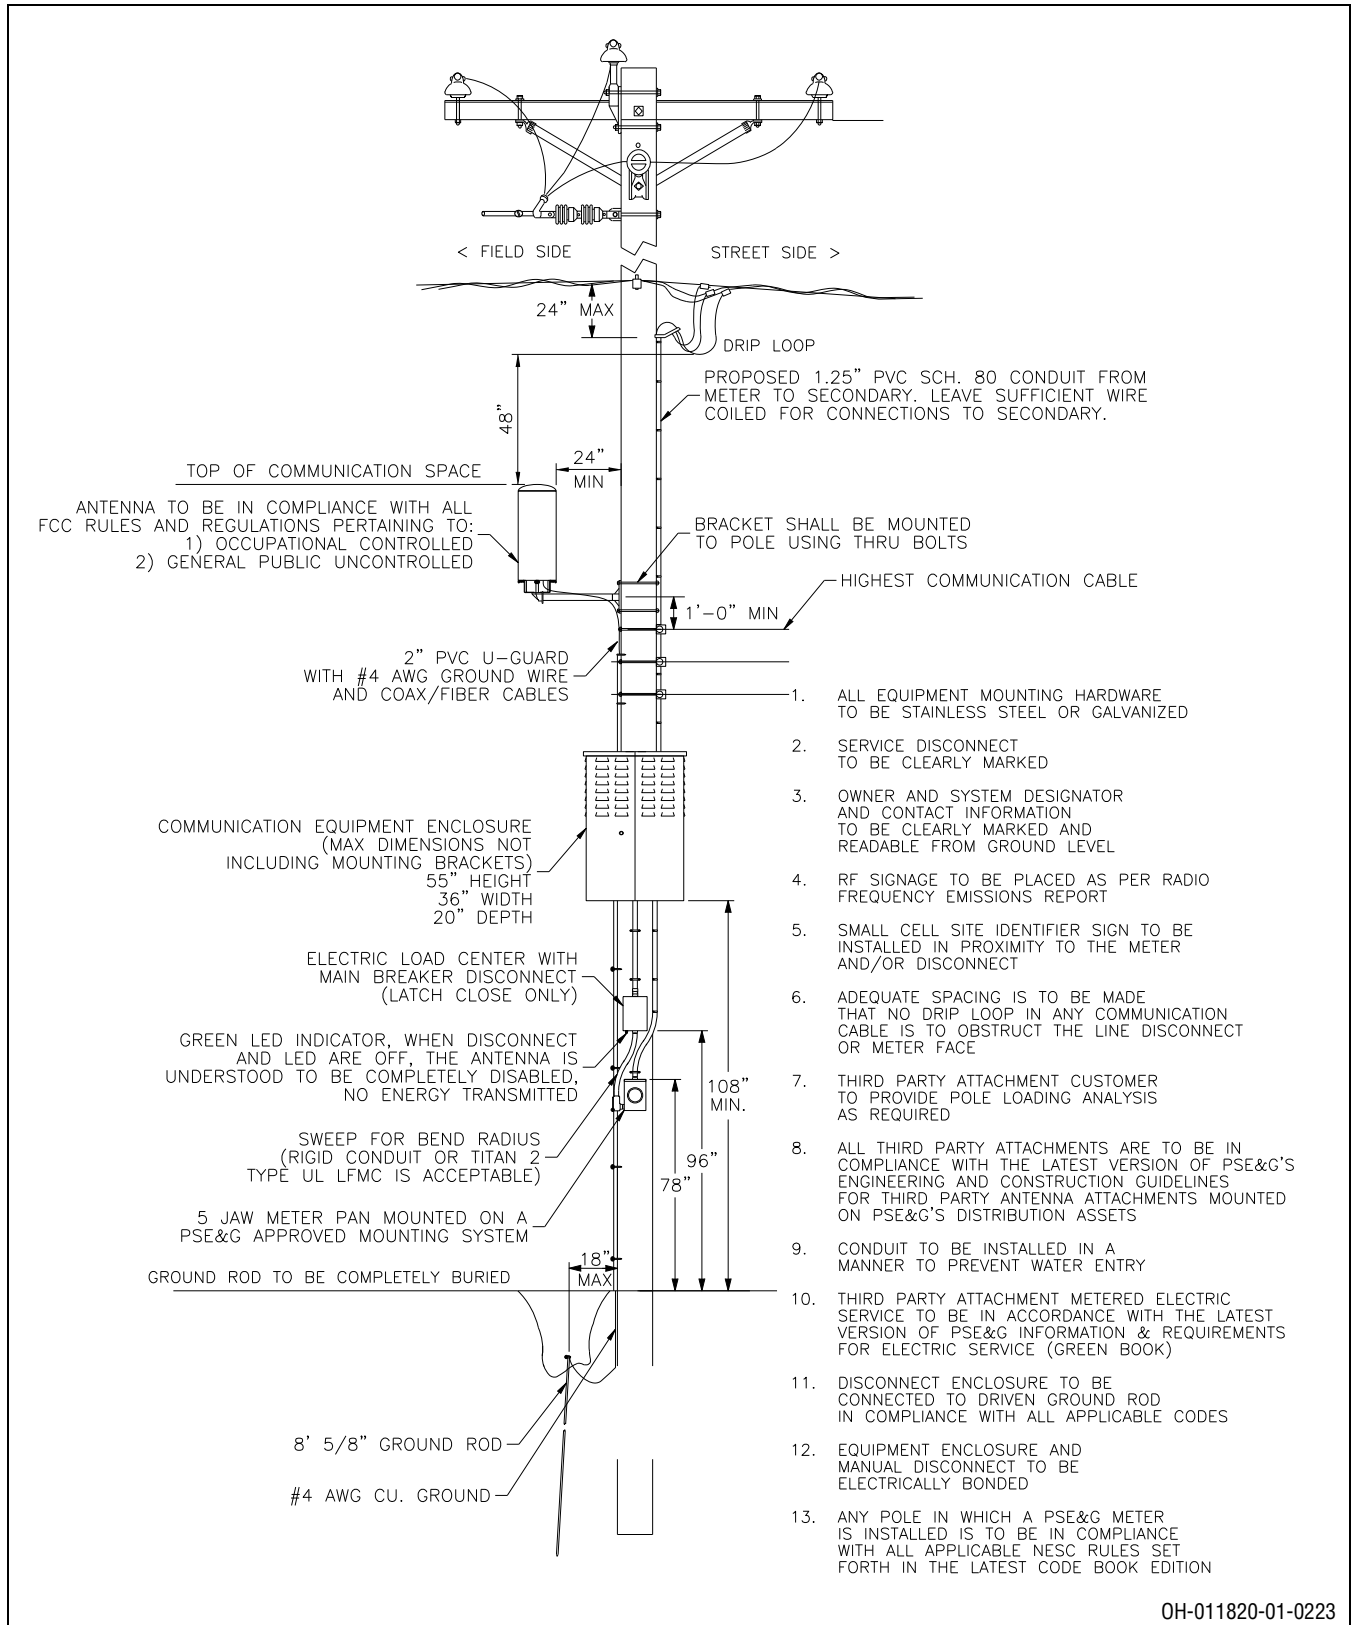 < FIELD SIDE
STREET SIDE >
24" MAX
DRIP LOOP
PROPOSED 1.25" PVC SCH. 80 CONDUIT FROM
METER TO SECONDARY. LEAVE SUFFICIENT WIRE
COILED FOR CONNECTIONS TO SECONDARY.
48"
24"
MIN
TOP OF COMMUNICATION SPACE
ANTENNA TO BE IN COMPLIANCE WITH ALL
FCC RULES AND REGULATIONS PERTAINING TO:
1) OCCUPATIONAL CONTROLLED
2) GENERAL PUBLIC UNCONTROLLED
BRACKET SHALL BE MOUNTED
TO POLE USING THRU BOLTS
HIGHEST COMMUNICATION CABLE
1'-0" MIN
2" PVC U-GUARD
WITH #4 AWG GROUND WIRE
AND COAX/FIBER CABLES
COMMUNICATION EQUIPMENT ENCLOSURE
(MAX DIMENSIONS NOT
INCLUDING MOUNTING BRACKETS)
55" HEIGHT
36" WIDTH
20" DEPTH
ELECTRIC LOAD CENTER WITH
MAIN BREAKER DISCONNECT
(LATCH CLOSE ONLY)
GREEN LED INDICATOR, WHEN DISCONNECT
AND LED ARE OFF, THE ANTENNA IS
UNDERSTOOD TO BE COMPLETELY DISABLED,
NO ENERGY TRANSMITTED
108"
MIN.
SWEEP FOR BEND RADIUS
(RIGID CONDUIT OR TITAN 2
TYPE UL LFMC IS ACCEPTABLE)
96"
78"
5 JAW METER PAN MOUNTED ON A
PSE&G APPROVED MOUNTING SYSTEM
18"
MAX
GROUND ROD TO BE COMPLETELY BURIED
8' 5/8" GROUND ROD
#4 AWG CU. GROUND
1. ALL EQUIPMENT MOUNTING HARDWARE
TO BE STAINLESS STEEL OR GALVANIZED
2. SERVICE DISCONNECT
TO BE CLEARLY MARKED
3. OWNER AND SYSTEM DESIGNATOR
AND CONTACT INFORMATION
TO BE CLEARLY MARKED AND
READABLE FROM GROUND LEVEL
4. RF SIGNAGE TO BE PLACED AS PER RADIO
FREQUENCY EMISSIONS REPORT
5. SMALL CELL SITE IDENTIFIER SIGN TO BE
INSTALLED IN PROXIMITY TO THE METER
AND/OR DISCONNECT
6. ADEQUATE SPACING IS TO BE MADE
THAT NO DRIP LOOP IN ANY COMMUNICATION
CABLE IS TO OBSTRUCT THE LINE DISCONNECT
OR METER FACE
7. THIRD PARTY ATTACHMENT CUSTOMER
TO PROVIDE POLE LOADING ANALYSIS
AS REQUIRED
8. ALL THIRD PARTY ATTACHMENTS ARE TO BE IN
COMPLIANCE WITH THE LATEST VERSION OF PSE&G'S
ENGINEERING AND CONSTRUCTION GUIDELINES
FOR THIRD PARTY ANTENNA ATTACHMENTS MOUNTED
ON PSE&G'S DISTRIBUTION ASSETS
9. CONDUIT TO BE INSTALLED IN A
MANNER TO PREVENT WATER ENTRY
10. THIRD PARTY ATTACHMENT METERED ELECTRIC
SERVICE TO BE IN ACCORDANCE WITH THE LATEST
VERSION OF PSE&G INFORMATION & REQUIREMENTS
FOR ELECTRIC SERVICE (GREEN BOOK)
11. DISCONNECT ENCLOSURE TO BE
CONNECTED TO DRIVEN GROUND ROD
IN COMPLIANCE WITH ALL APPLICABLE CODES
12. EQUIPMENT ENCLOSURE AND
MANUAL DISCONNECT TO BE
ELECTRICALLY BONDED
13. ANY POLE IN WHICH A PSE&G METER
IS INSTALLED IS TO BE IN COMPLIANCE
WITH ALL APPLICABLE NESC RULES SET
FORTH IN THE LATEST CODE BOOK EDITION
OH-011820-01-0223